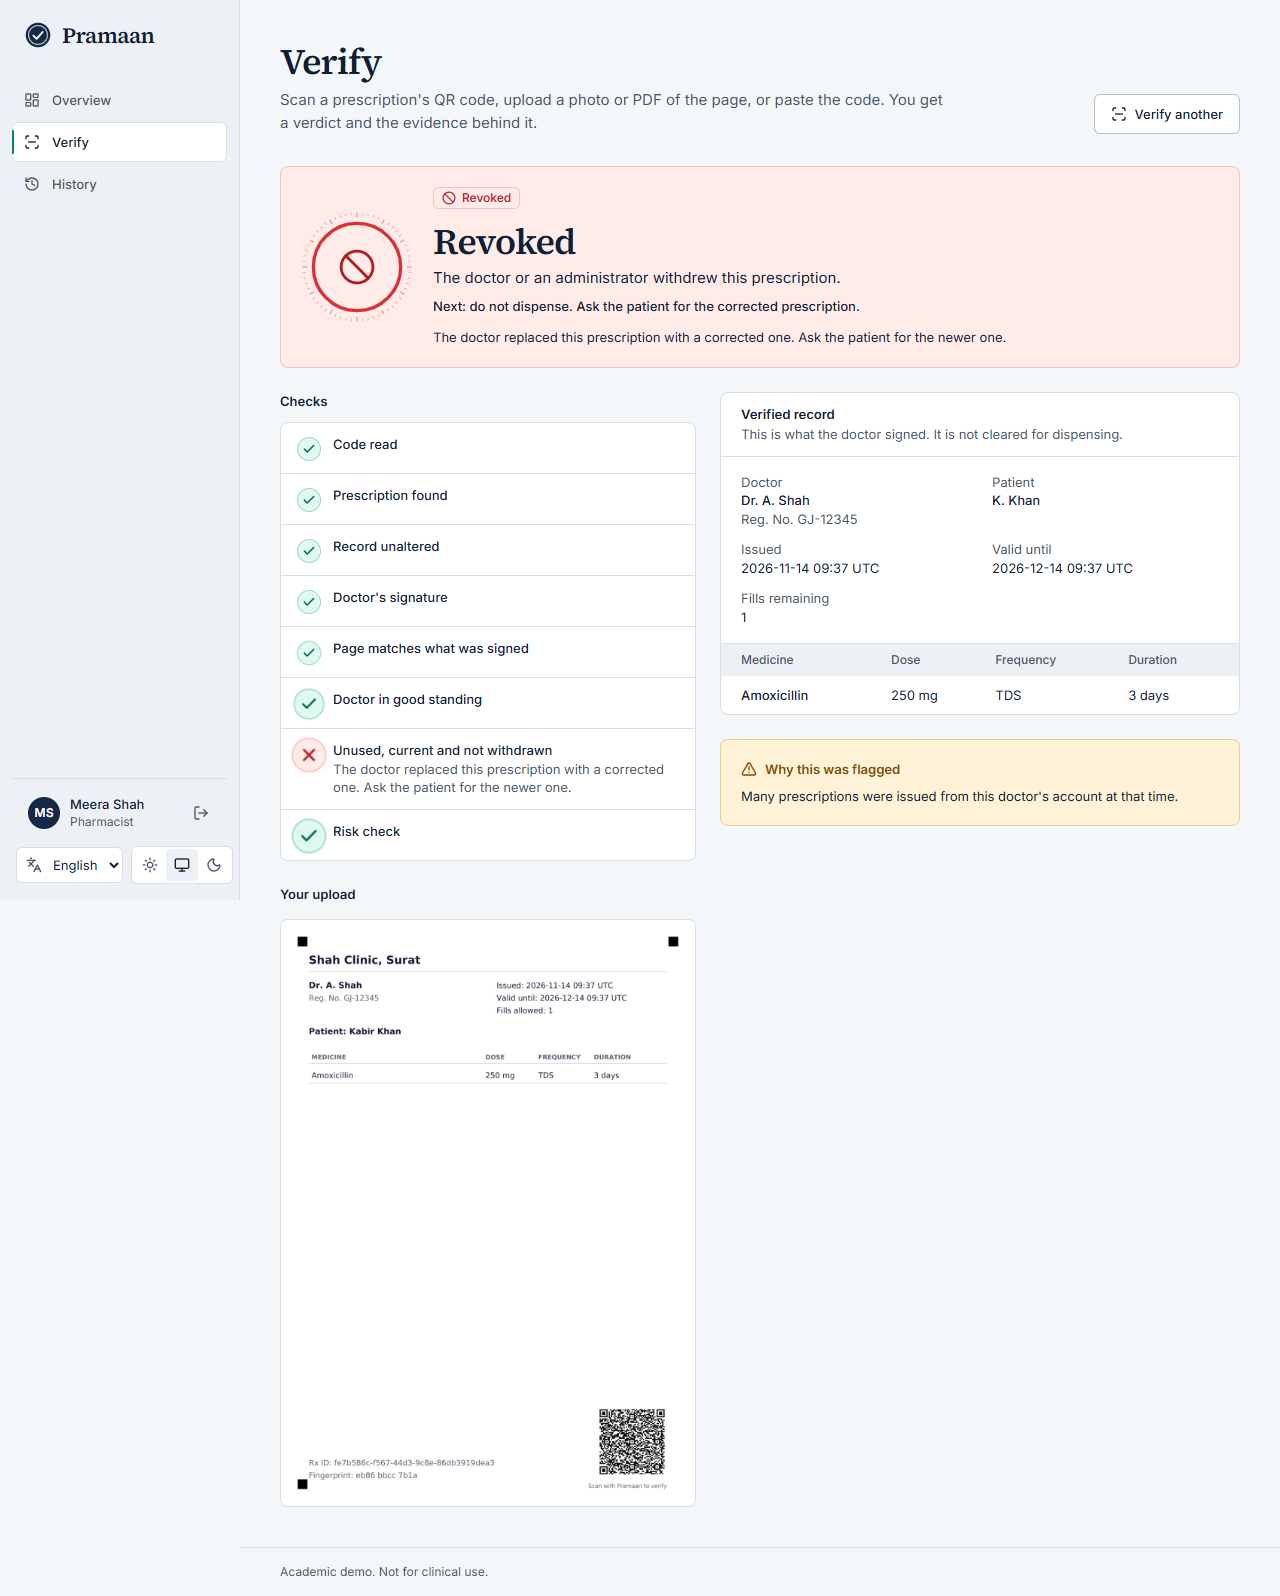 Pramaan
Overview
Verify
History
Meera Shah
MS
Pharmacist
English
Verify
Scan a prescription's QR code, upload a photo or PDF of the page, or paste the code. You get
a verdict and the evidence behind it.
Verify another
Revoked
Revoked
The doctor or an administrator withdrew this prescription.
Next: do not dispense. Ask the patient for the corrected prescription.
The doctor replaced this prescription with a corrected one. Ask the patient for the newer one.
Checks
Code read
Prescription found
Record unaltered
Doctor's signature
Page matches what was signed
Doctor in good standing
Unused, current and not withdrawn
The doctor replaced this prescription with a corrected
one. Ask the patient for the newer one.
Risk check
Verified record
This is what the doctor signed. It is not cleared for dispensing.
Doctor Patient
Dr. A. Shah K. Khan
Reg. No. GJ-12345
Issued Valid until
2026-11-14 09:37 UTC 2026-12-14 09:37 UTC
Fills remaining
1
Medicine Dose Frequency Duration
Amoxicillin 250 mg TDS 3 days
Why this was flagged
Many prescriptions were issued from this doctor's account at that time.
Your upload
Shah Clinic, Surat
Dr. A. Shah Issued: 2026-11-14 09:37 UTC
Reg. No. GJ-12345 Valid until: 2026-12-14 09:37 UTC
Fills allowed: 1
Patient: Kabir Khan
MEDICINE DOSE FREQUENCY DURATION
Amoxicillin 250 mg TDS 3 days
Rx ID: fe7b586c-f567-44d3-9c8e-86db3919dea3
Fingerprint: eb86 bbcc 7b1a
Scan with Pramaan to verify
Academic demo. Not for clinical use.